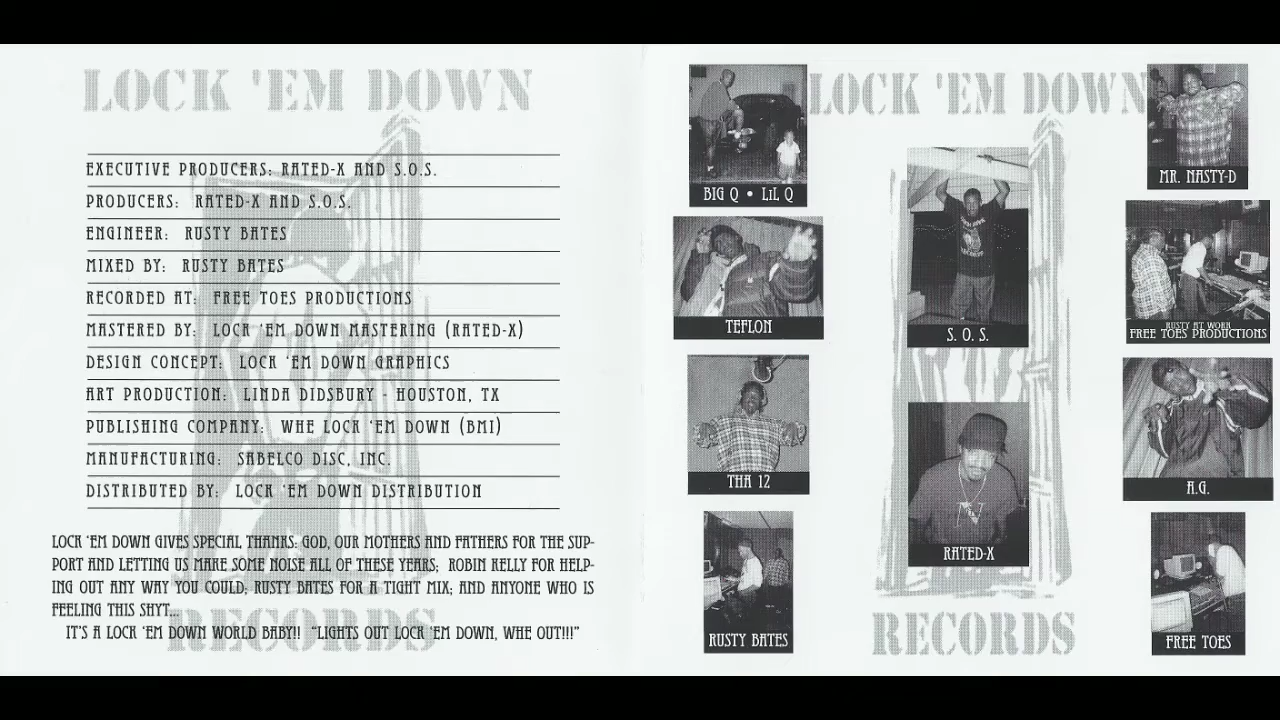 LOCK 'EM DOWN
EXECUTIVE PRODUCERS: RATED-X AND S.O.S.
PRODUCERS: RATED-X AND S.O.S.
ENGINEER: RUSTY BATES
MIXED BY: RUSTY BATES
RECORDED AT: FREE TOES PRODUCTIONS
MASTERED BY: LOCK 'EM DOWN MASTERING (RATED-X)
DESIGN CONCEPT: LOCK 'EM DOWN GRAPHICS
ART PRODUCTION: LINDA DIDSBURY - HOUSTON, TX
PUBLISHING COMPANY: WHE LOCK 'EM DOWN (BMI)
MANUFACTURING: SABELCO DISC, INC.
DISTRIBUTED BY: LOCK 'EM DOWN DISTRIBUTION
LOCK 'EM DOWN GIVES SPECIAL THANKS: GOD, OUR MOTHERS AND FATHERS FOR THE SUP-
PORT AND LETTING US MAKE SOME NOISE ALL OF THESE YEARS; ROBIN KELLY FOR HELP-
ING OUT ANY WAY YOU COULD; RUSTY BATES FOR A TIGHT MIX; AND ANYONE WHO IS
FEELING THIS SHYT...
IT'S A LOCK 'EM DOWN WORLD BABY!! "LIGHTS OUT LOCK 'EM DOWN, WHE OUT!!!"
RECORDS
LOCK 'EM DOWN
BIG Q • LIL Q
TEFLON
THA 12
RUSTY BATES
S. O. S.
RATED-X
RECORDS
MR. NASTY-D
RUSTY AT WORK
FREE TOES PRODUCTIONS
A.G.
FREE TOES